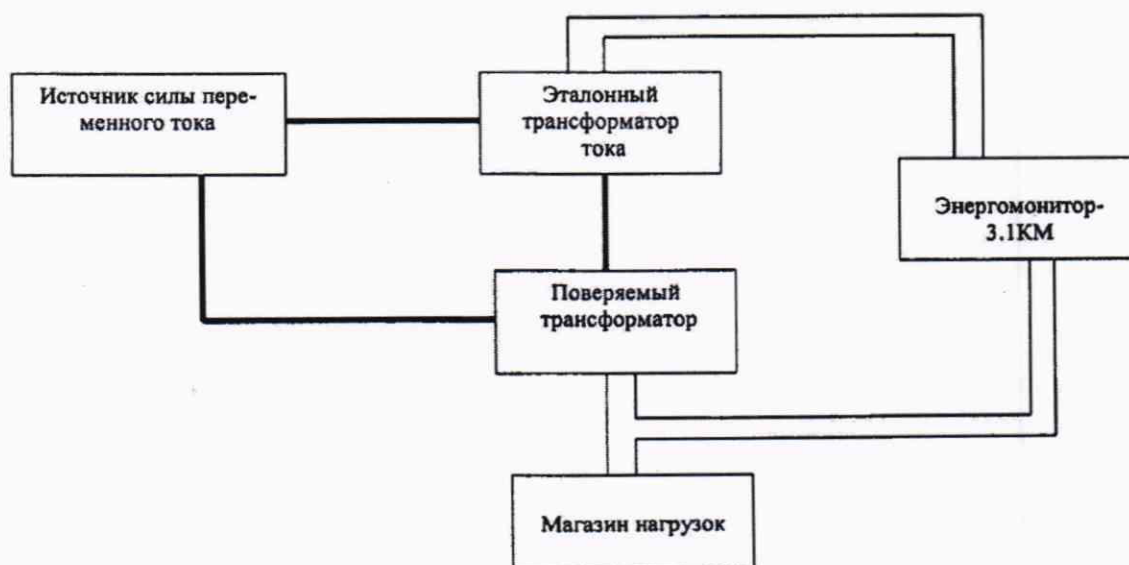 Источник силы пере-
менного тока
Эталонный
трансформатор
тока
Энергомонитор-
3.1КМ
Поверяемый
трансформатор
Магазин нагрузок